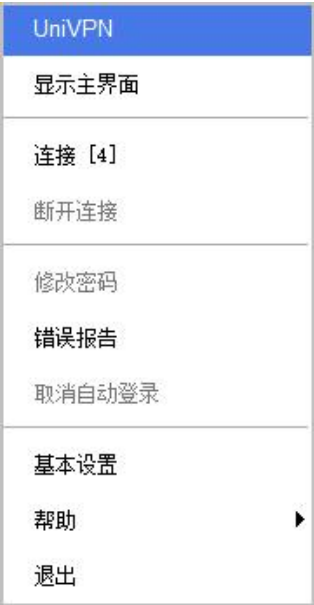 UniVPN
显示主界面
连接 [4]
断开连接
修改密码
错误报告
取消自动登录
基本设置
帮助
退出